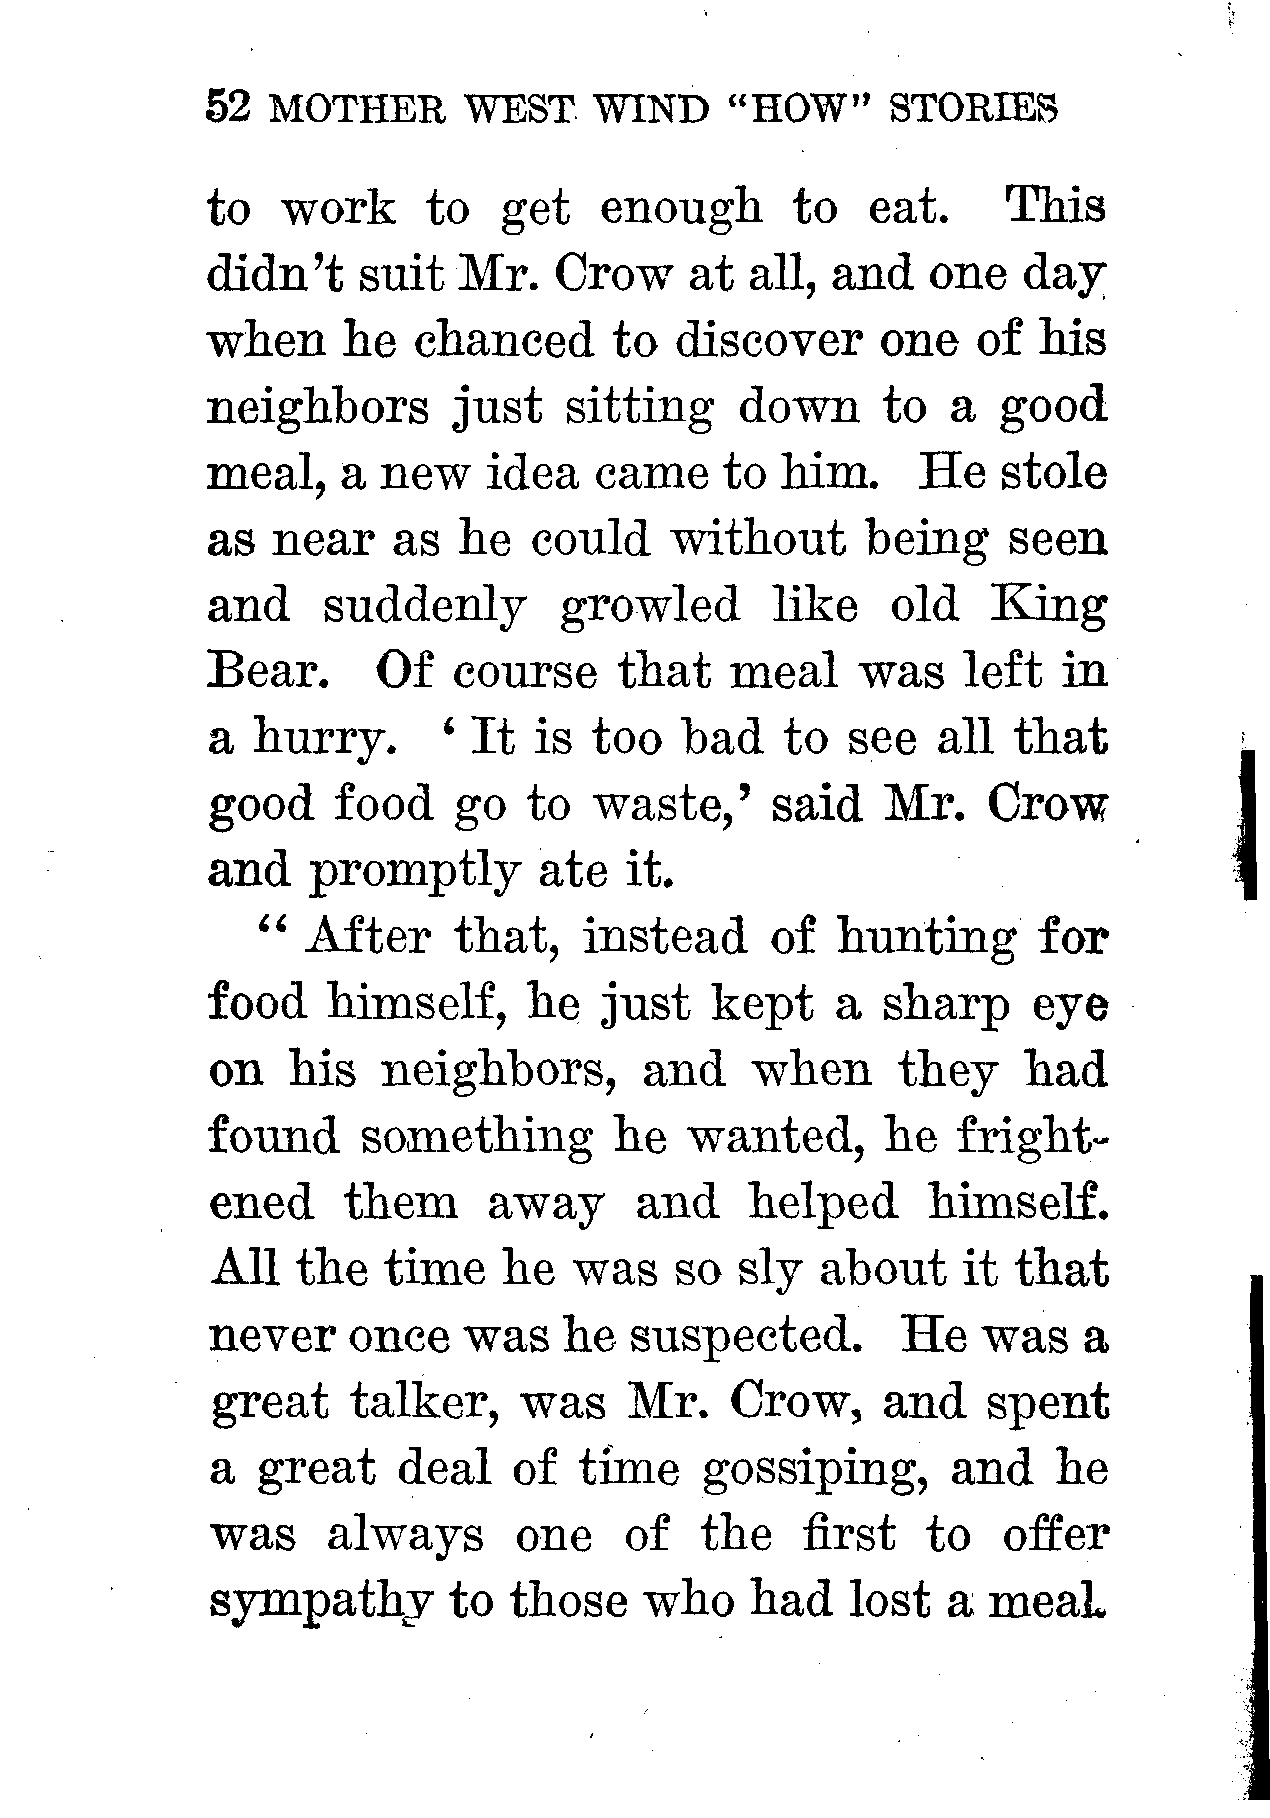 52 MOTHER WEST WIND "HOW" STORIES
to work to get enough to eat. This
didn't suit Mr. Crow at all, and one day
when he chanced to discover one of his
neighbors just sitting down to a good
meal, a new idea came to him. He stole
as near as he could without being seen
and suddenly growled like old King
Bear. Of course that meal was left in
a hurry. ‘ It is too bad to see all that
good food go to waste,’ said Mr. Crow
and promptly ate it.
“ After that, instead of hunting for
food himself, he just kept a sharp eye
on his neighbors, and when they had
found something he wanted, he fright-
ened them away and helped himself.
All the time he was so sly about it that
never once was he suspected. He was a
great talker, was Mr. Crow, and spent
a great deal of time gossiping, and he
was always one of the first to offer
sympathy to those who had lost a meal.